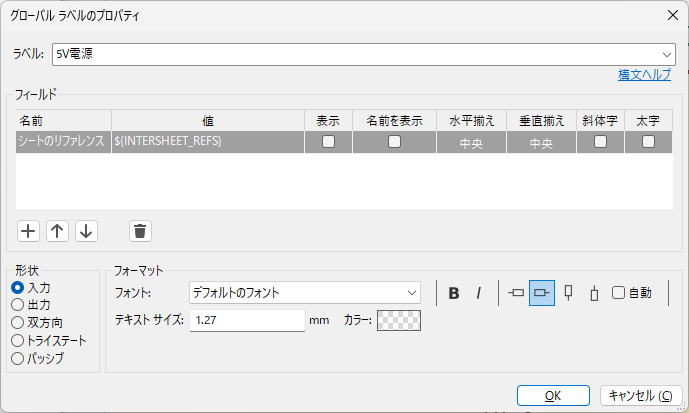 グローバル ラベルのプロパティ
ラベル: 5V電源
構文ヘルプ
フィールド
名前 値 表示 名前を表示 水平揃え 垂直揃え 斜体字 太字
シートのリファレンス ${INTERSHEET_REFS} 中央 中央
形状
入力
出力
双方向
トライステート
パッシブ
フォーマット
フォント: デフォルトのフォント B I 自動
テキスト サイズ: 1.27 mm カラー:
OK キャンセル (C)